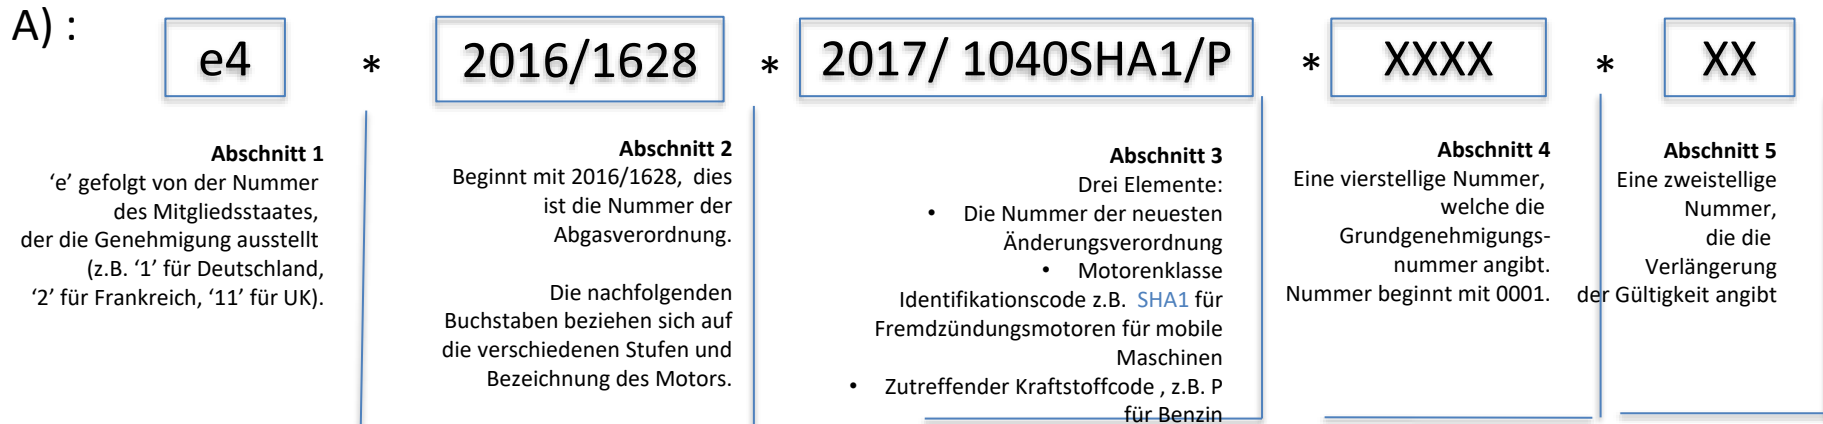 A) :
e4 * 2016/1628 * 2017/ 1040SHA1/P * XXXX * XX
Abschnitt 1
‘e’ gefolgt von der Nummer
des Mitgliedsstaates,
der die Genehmigung ausstellt
(z.B. ‘1’ für Deutschland,
‘2’ für Frankreich, ‘11’ für UK).
Abschnitt 2
Beginnt mit 2016/1628, dies
ist die Nummer der
Abgasverordnung.
Die nachfolgenden
Buchstaben beziehen sich auf
die verschiedenen Stufen und
Bezeichnung des Motors.
Abschnitt 3
Drei Elemente:
• Die Nummer der neuesten
Änderungsverordnung
• Motorenklasse
Identifikationscode z.B. SHA1 für
Fremdzündungsmotoren für mobile
Maschinen
• Zutreffender Kraftstoffcode , z.B. P
für Benzin
Abschnitt 4
Eine vierstellige Nummer,
welche die
Grundgenehmigungs-
nummer angibt.
Nummer beginnt mit 0001.
Abschnitt 5
Eine zweistellige
Nummer,
die die
Verlängerung
der Gültigkeit angibt